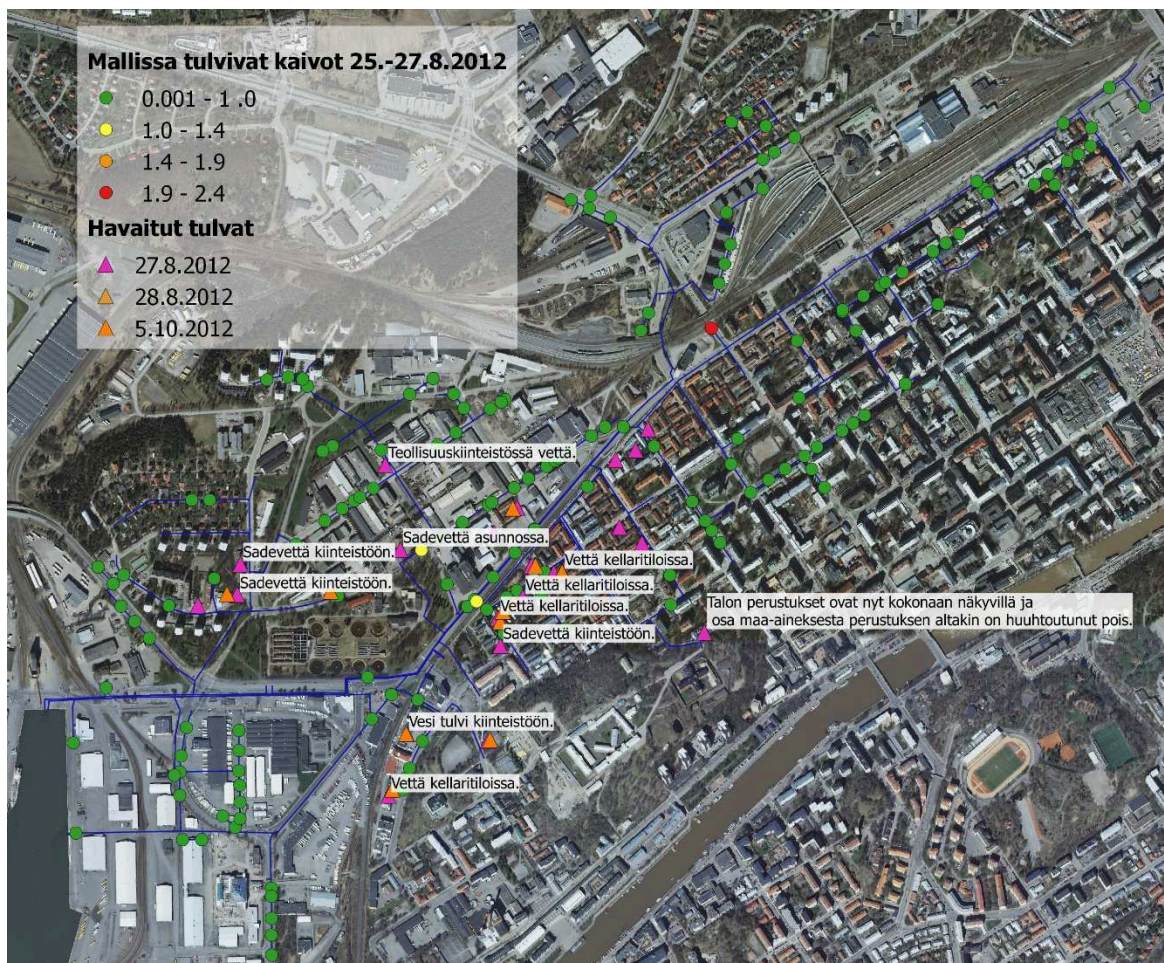 Mallissa tulvivat kaivot 25.-27.8.2012
0.001 - 1 .0
1.0 - 1.4
1.4 - 1.9
1.9 - 2.4
Havaitut tulvat
27.8.2012
28.8.2012
5.10.2012
Teollisuuskiinteistössä vettä.
Sadevettä asunnossa.
Sadevettä kiinteistöön.
Vettä kellaritiloissa.
Sadevettä kiinteistöön.
Vettä kellaritiloissa.
Vettä kellaritiloissa.
Talon perustukset ovat nyt kokonaan näkyvillä ja
osa maa-aineksesta perustuksen altakin on huuhtoutunut pois.
Sadevettä kiinteistöön.
Vesi tulvi kiinteistöön.
Vettä kellaritiloissa.